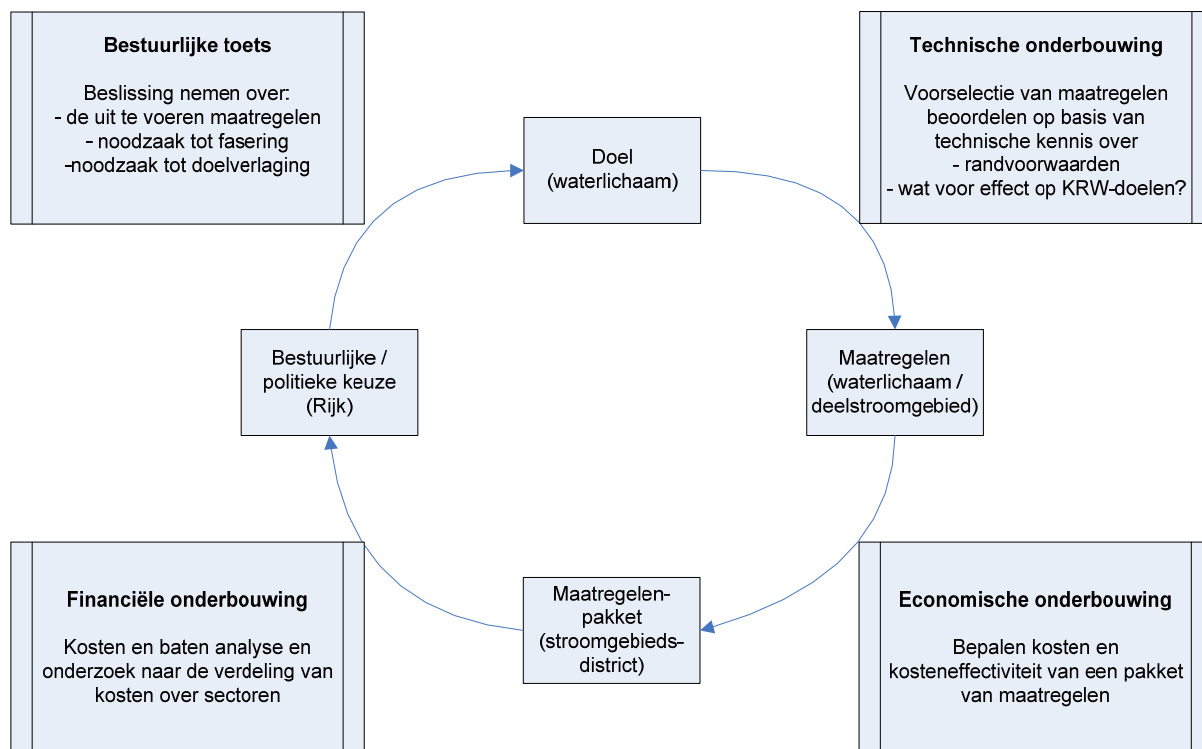 Bestuurlijke toets
Beslissing nemen over:
- de uit te voeren maatregelen
- noodzaak tot fasering
-noodzaak tot doelverlaging
Technische onderbouwing
Voorselectie van maatregelen
beoordelen op basis van
technische kennis over
- randvoorwaarden
- wat voor effect op KRW-doelen?
Doel
(waterlichaam)
Bestuurlijke /
politieke keuze
(Rijk)
Maatregelen
(waterlichaam /
deelstroomgebied)
Financiële onderbouwing
Kosten en baten analyse en
onderzoek naar de verdeling van
kosten over sectoren
Maatregelen-
pakket
(stroomgebieds-
district)
Economische onderbouwing
Bepalen kosten en
kosteneffectiviteit van een pakket
van maatregelen